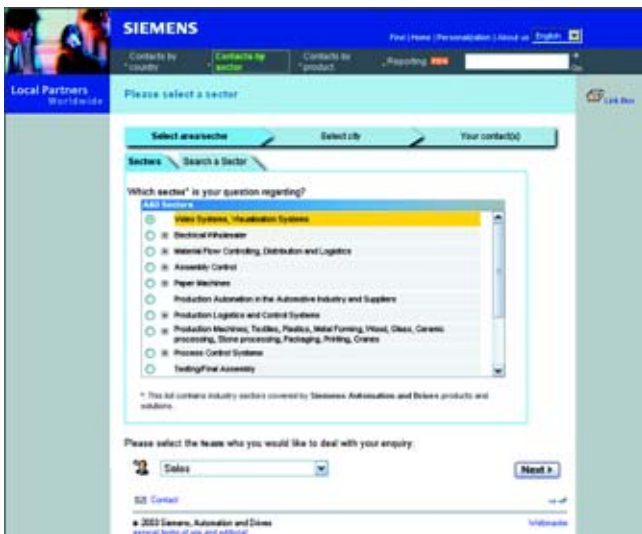 SIEMENS
Find | Home | Personalization | About us English
Contacts by country
Contacts by sector
Contacts by product
Reporting
Go
Local Partners
Worldwide
Please select a sector
Link Box
Select area/sector
Select city
Your contact(s)
Sectors
Search a Sector
Which sector* is your question regarding?
A&D Sectors
Video Systems, Visualization Systems
Electrical Wholesaler
Material Flow Controlling, Distribution and Logistics
Assembly Control
Paper Machines
Production Automation in the Automotive Industry and Suppliers
Production Logistics and Control Systems
Production Machines; Textiles, Plastics, Metal Forming, Wood, Glass, Ceramic
processing, Stone processing, Packaging, Printing, Cranes
Process Control Systems
Testing/Final Assembly
* This list contains industry sectors covered by Siemens Automation and Drives products and
solutions.
Please select the team who you would like to deal with your enquiry:
Sales
Next >
Contact
© 2003 Siemens, Automation and Drives
Webmaster
general terms of use and editorial